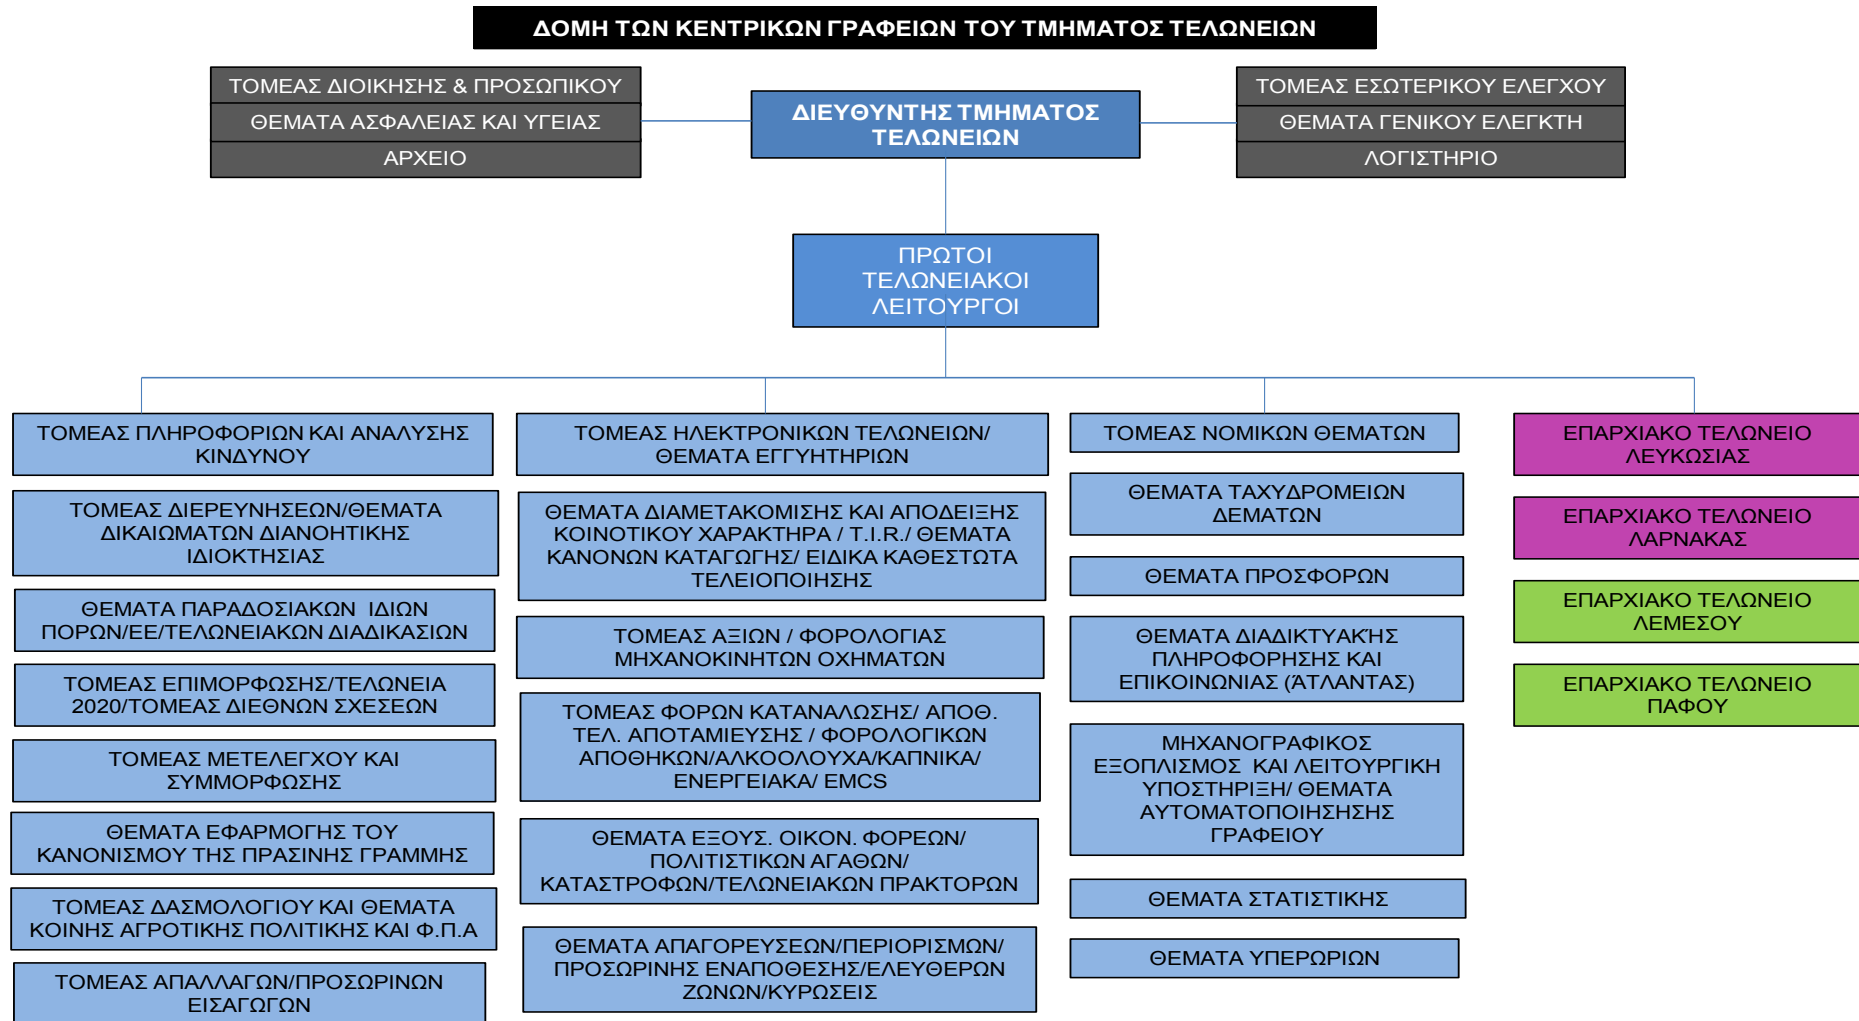 ΔΟΜΗ ΤΩΝ ΚΕΝΤΡΙΚΩΝ ΓΡΑΦΕΙΩΝ ΤΟΥ ΤΜΗΜΑΤΟΣ ΤΕΛΩΝΕΙΩΝ
ΤΟΜΕΑΣ ΔΙΟΙΚΗΣΗΣ & ΠΡΟΣΩΠΙΚΟΥ
ΘΕΜΑΤΑ ΑΣΦΑΛΕΙΑΣ ΚΑΙ ΥΓΕΙΑΣ
ΑΡΧΕΙΟ
ΔΙΕΥΘΥΝΤΗΣ ΤΜΗΜΑΤΟΣ
ΤΕΛΩΝΕΙΩΝ
ΤΟΜΕΑΣ ΕΣΩΤΕΡΙΚΟΥ ΕΛΕΓΧΟΥ
ΘΕΜΑΤΑ ΓΕΝΙΚΟΥ ΕΛΕΓΚΤΗ
ΛΟΓΙΣΤΗΡΙΟ
ΠΡΩΤΟΙ
ΤΕΛΩΝΕΙΑΚΟΙ
ΛΕΙΤΟΥΡΓΟΙ
ΤΟΜΕΑΣ ΠΛΗΡΟΦΟΡΙΩΝ ΚΑΙ ΑΝΑΛΥΣΗΣ
ΚΙΝΔΥΝΟΥ
ΤΟΜΕΑΣ ΔΙΕΡΕΥΝΗΣΕΩΝ/ΘΕΜΑΤΑ
ΔΙΚΑΙΩΜΑΤΩΝ ΔΙΑΝΟΗΤΙΚΗΣ
ΙΔΙΟΚΤΗΣΙΑΣ
ΘΕΜΑΤΑ ΠΑΡΑΔΟΣΙΑΚΩΝ ΙΔΙΩΝ
ΠΟΡΩΝ/ΕΕ/ΤΕΛΩΝΕΙΑΚΩΝ ΔΙΑΔΙΚΑΣΙΩΝ
ΤΟΜΕΑΣ ΕΠΙΜΟΡΦΩΣΗΣ/ΤΕΛΩΝΕΙΑ
2020/ΤΟΜΕΑΣ ΔΙΕΘΝΩΝ ΣΧΕΣΕΩΝ
ΤΟΜΕΑΣ ΜΕΤΕΛΕΓΧΟΥ ΚΑΙ
ΣΥΜΜΟΡΦΩΣΗΣ
ΘΕΜΑΤΑ ΕΦΑΡΜΟΓΗΣ ΤΟΥ
ΚΑΝΟΝΙΣΜΟΥ ΤΗΣ ΠΡΑΣΙΝΗΣ ΓΡΑΜΜΗΣ
ΤΟΜΕΑΣ ΔΑΣΜΟΛΟΓΙΟΥ ΚΑΙ ΘΕΜΑΤΑ
ΚΟΙΝΗΣ ΑΓΡΟΤΙΚΗΣ ΠΟΛΙΤΙΚΗΣ ΚΑΙ Φ.Π.Α
ΤΟΜΕΑΣ ΑΠΑΛΛΑΓΩΝ/ΠΡΟΣΩΡΙΝΩΝ
ΕΙΣΑΓΩΓΩΝ
ΤΟΜΕΑΣ ΗΛΕΚΤΡΟΝΙΚΩΝ ΤΕΛΩΝΕΙΩΝ/
ΘΕΜΑΤΑ ΕΓΓΥΗΤΗΡΙΩΝ
ΘΕΜΑΤΑ ΔΙΑΜΕΤΑΚΟΜΙΣΗΣ ΚΑΙ ΑΠΟΔΕΙΞΗΣ
ΚΟΙΝΟΤΙΚΟΥ ΧΑΡΑΚΤΗΡΑ / T.I.R./ ΘΕΜΑΤΑ
ΚΑΝΟΝΩΝ ΚΑΤΑΓΩΓΗΣ/ ΕΙΔΙΚΑ ΚΑΘΕΣΤΩΤΑ
ΤΕΛΕΙΟΠΟΙΗΣΗΣ
ΤΟΜΕΑΣ ΑΞΙΩΝ / ΦΟΡΟΛΟΓΙΑΣ
ΜΗΧΑΝΟΚΙΝΗΤΩΝ ΟΧΗΜΑΤΩΝ
ΤΟΜΕΑΣ ΦΟΡΩΝ ΚΑΤΑΝΑΛΩΣΗΣ/ ΑΠΟΘ.
ΤΕΛ. ΑΠΟΤΑΜΙΕΥΣΗΣ / ΦΟΡΟΛΟΓΙΚΩΝ
ΑΠΟΘΗΚΩΝ/ΑΛΚΟΟΛΟΥΧΑ/ΚΑΠΝΙΚΑ/
ΕΝΕΡΓΕΙΑΚΑ/ EMCS
ΘΕΜΑΤΑ ΕΞΟΥΣ. ΟΙΚΟΝ. ΦΟΡΕΩΝ/
ΠΟΛΙΤΙΣΤΙΚΩΝ ΑΓΑΘΩΝ/
ΚΑΤΑΣΤΡΟΦΩΝ/ΤΕΛΩΝΕΙΑΚΩΝ ΠΡΑΚΤΟΡΩΝ
ΘΕΜΑΤΑ ΑΠΑΓΟΡΕΥΣΕΩΝ/ΠΕΡΙΟΡΙΣΜΩΝ/
ΠΡΟΣΩΡΙΝΗΣ ΕΝΑΠΟΘΕΣΗΣ/ΕΛΕΥΘΕΡΩΝ
ΖΩΝΩΝ/ΚΥΡΩΣΕΙΣ
ΤΟΜΕΑΣ ΝΟΜΙΚΩΝ ΘΕΜΑΤΩΝ
ΘΕΜΑΤΑ ΤΑΧΥΔΡΟΜΕΙΩΝ
ΔΕΜΑΤΩΝ
ΘΕΜΑΤΑ ΠΡΟΣΦΟΡΩΝ
ΘΕΜΑΤΑ ΔΙΑΔΙΚΤΥΑΚΉΣ
ΠΛΗΡΟΦΟΡΗΣΗΣ ΚΑΙ
ΕΠΙΚΟΙΝΩΝΙΑΣ (ΆΤΛΑΝΤΑΣ)
ΜΗΧΑΝΟΓΡΑΦΙΚΟΣ
ΕΞΟΠΛΙΣΜΟΣ ΚΑΙ ΛΕΙΤΟΥΡΓΙΚΗ
ΥΠΟΣΤΗΡΙΞΗ/ ΘΕΜΑΤΑ
ΑΥΤΟΜΑΤΟΠΟΙΗΣΗΣΗΣ
ΓΡΑΦΕΙΟΥ
ΘΕΜΑΤΑ ΣΤΑΤΙΣΤΙΚΗΣ
ΘΕΜΑΤΑ ΥΠΕΡΩΡΙΩΝ
ΕΠΑΡΧΙΑΚΟ ΤΕΛΩΝΕΙΟ
ΛΕΥΚΩΣΙΑΣ
ΕΠΑΡΧΙΑΚΟ ΤΕΛΩΝΕΙΟ
ΛΑΡΝΑΚΑΣ
ΕΠΑΡΧΙΑΚΟ ΤΕΛΩΝΕΙΟ
ΛΕΜΕΣΟΥ
ΕΠΑΡΧΙΑΚΟ ΤΕΛΩΝΕΙΟ
ΠΑΦΟΥ